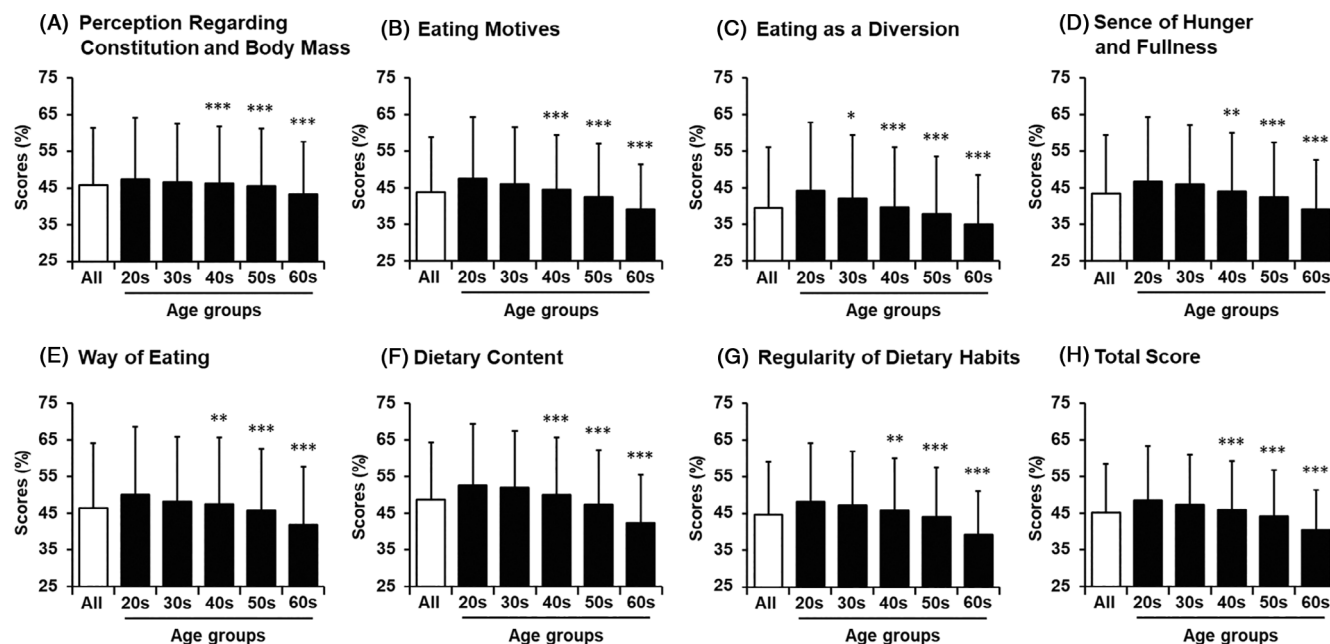 (A) Perception Regarding
Constitution and Body Mass
Scores (%)
75
65
55
45
35
25
*** *** ***
All 20s 30s 40s 50s 60s
Age groups
(B) Eating Motives
Scores (%)
75
65
55
45
35
25
*** *** ***
All 20s 30s 40s 50s 60s
Age groups
(C) Eating as a Diversion
Scores (%)
75
65
55
45
35
25
* *** *** ***
All 20s 30s 40s 50s 60s
Age groups
(D) Sence of Hunger
and Fullness
Scores (%)
75
65
55
45
35
25
** *** ***
All 20s 30s 40s 50s 60s
Age groups
(E) Way of Eating
Scores (%)
75
65
55
45
35
25
** *** ***
All 20s 30s 40s 50s 60s
Age groups
(F) Dietary Content
Scores (%)
75
65
55
45
35
25
*** *** ***
All 20s 30s 40s 50s 60s
Age groups
(G) Regularity of Dietary Habits
Scores (%)
75
65
55
45
35
25
** *** ***
All 20s 30s 40s 50s 60s
Age groups
(H) Total Score
Scores (%)
75
65
55
45
35
25
*** *** ***
All 20s 30s 40s 50s 60s
Age groups